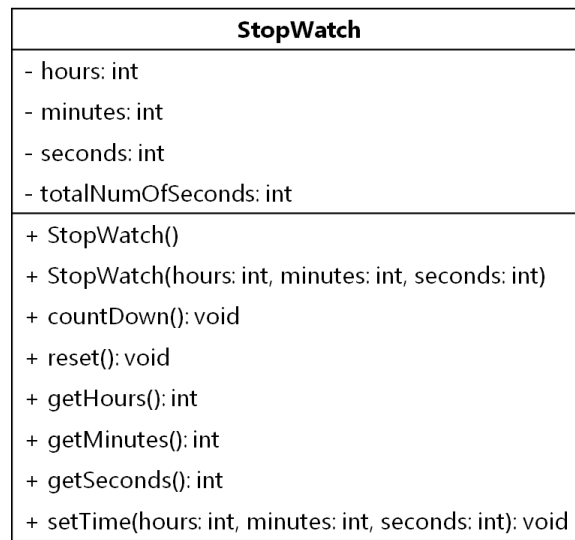 StopWatch
- hours: int
- minutes: int
- seconds: int
- totalNumOfSeconds: int
+ StopWatch()
+ StopWatch(hours: int, minutes: int, seconds: int)
+ countDown(): void
+ reset(): void
+ getHours(): int
+ getMinutes(): int
+ getSeconds(): int
+ setTime(hours: int, minutes: int, seconds: int): void